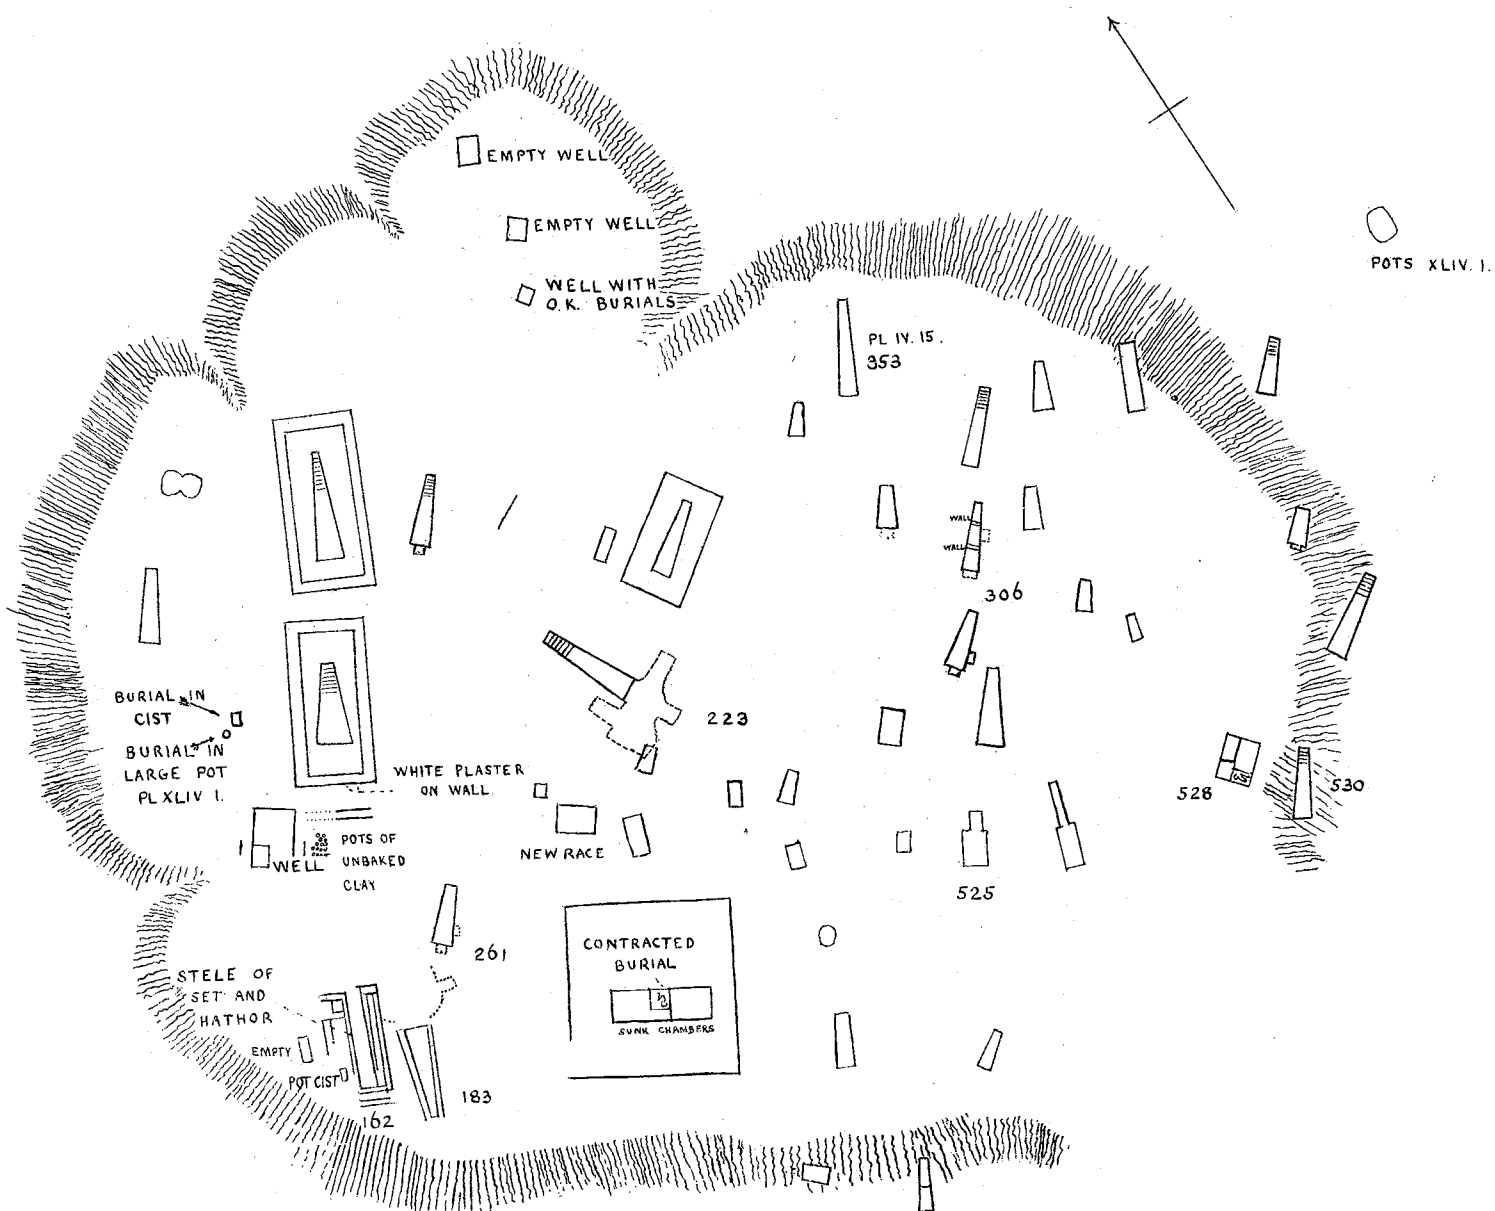 EMPTY WELL
EMPTY WELL
WELL WITH
O.K. BURIALS
POTS XLIV. 1.
PL IV. 15.
353
WALL
WALL
306
BURIAL IN
CIST
BURIAL IN
LARGE POT
PL XLIV 1.
223
WHITE PLASTER
ON WALL
POTS OF
UNBAKED
CLAY
WELL
NEW RACE
528
530
525
261
CONTRACTED
BURIAL
SUNK CHAMBERS
STELE OF
SET AND
HATHOR
EMPTY
POT CIST
162
183